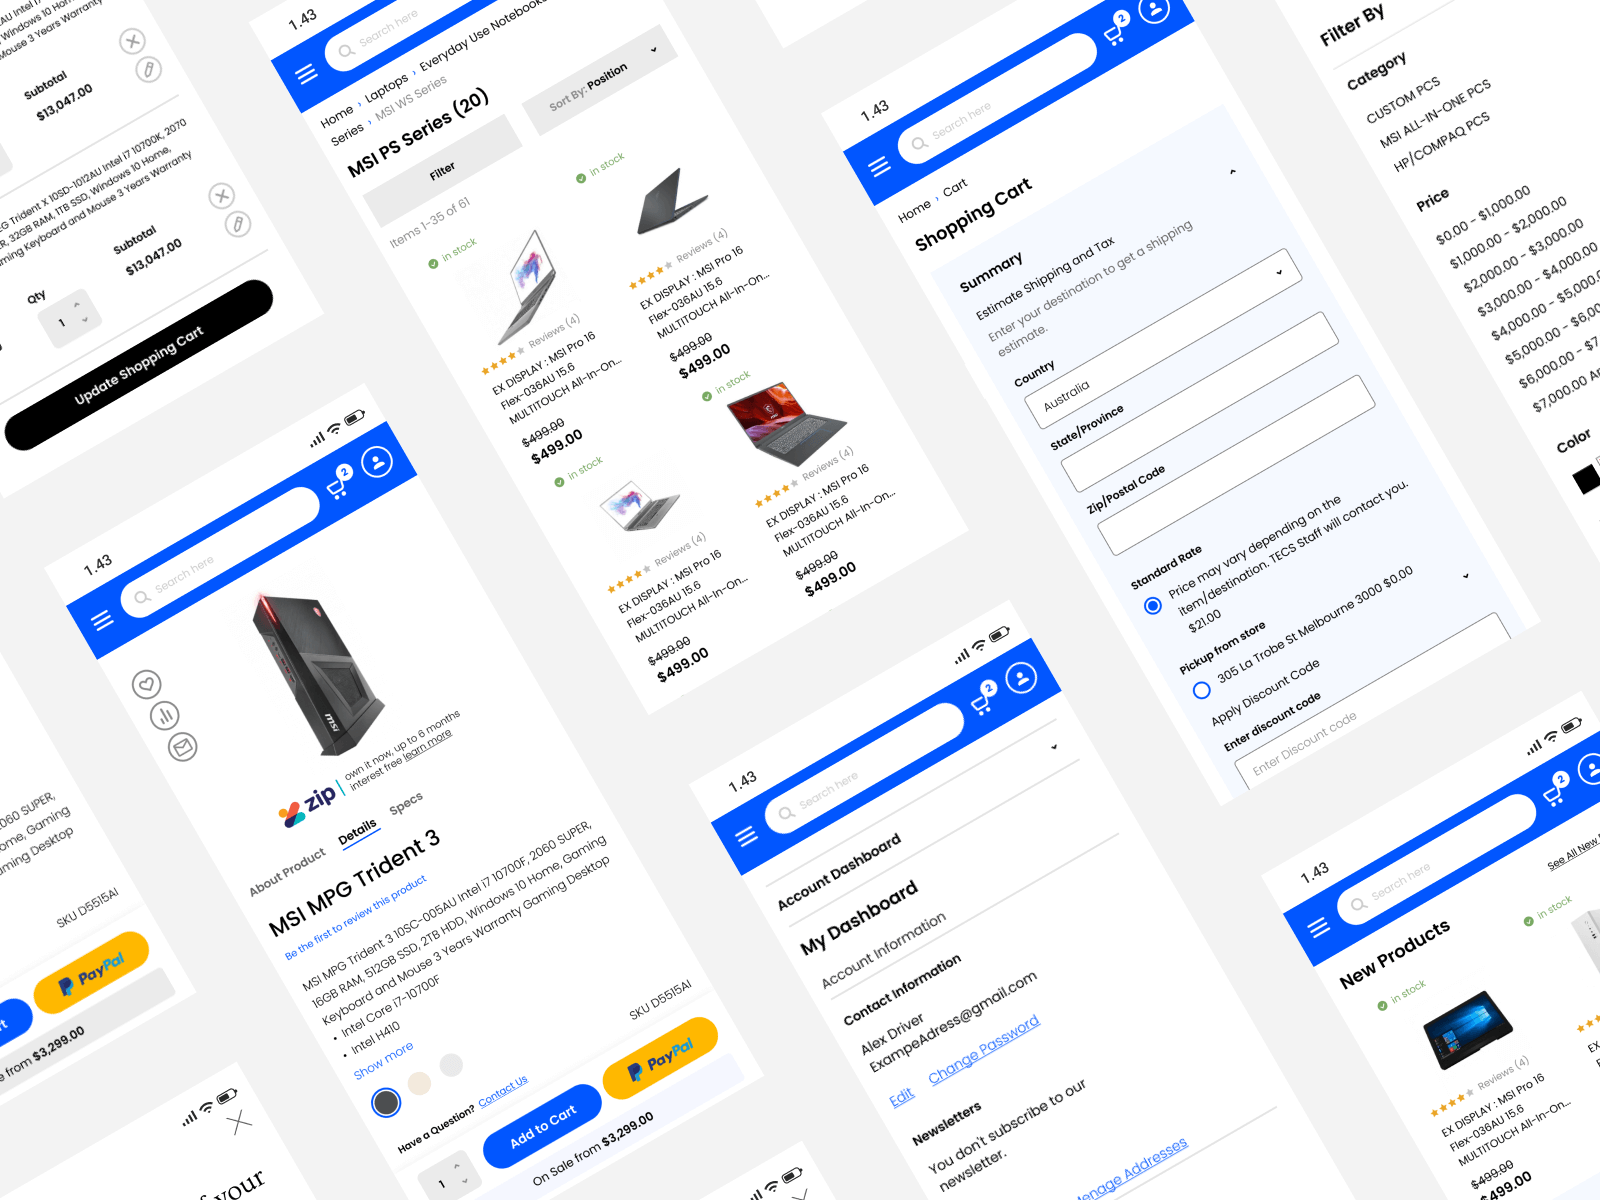 AU Intel i7
Windows 10 Home,
Mouse 3 Years Warranty
Subtotal
$13,047.00
Trident X 10SD-1012AU Intel i7 10700K, 2070
32GB RAM, 1TB SSD, Windows 10 Home,
Keyboard and Mouse 3 Years Warranty
Subtotal
$13,047.00
Qty
1
Update Shopping Cart
1.43
Search here
Home › Laptops › Everyday Use Notebooks
Series › MSI WS Series
MSI PS Series (20)
Filter
Sort By: Position
Items 1-35 of 61
in stock
Reviews (4)
EX DISPLAY : MSI Pro 16
Flex-036AU 15.6
MULTITOUCH All-In-On...
$499.00
$499.00
in stock
Reviews (4)
EX DISPLAY : MSI Pro 16
Flex-036AU 15.6
MULTITOUCH All-In-On...
$499.00
$499.00
in stock
Reviews (4)
EX DISPLAY : MSI Pro 16
Flex-036AU 15.6
MULTITOUCH All-In-On...
$499.00
$499.00
in stock
Reviews (4)
EX DISPLAY : MSI Pro 16
Flex-036AU 15.6
MULTITOUCH All-In-On...
$499.00
$499.00
1.43
Search here
2
Home › Cart
Shopping Cart
Summary
Estimate Shipping and Tax
Enter your destination to get a shipping
estimate.
Country
Australia
State/Province
Zip/Postal Code
Standard Rate
Price may vary depending on the
item/destination. TECS Staff will contact you.
$21.00
Pickup from store
305 La Trobe St Melbourne 3000 $0.00
Apply Discount Code
Enter discount code
Enter Discount code
Filter By
Category
CUSTOM PCS
MSI ALL-IN-ONE PCS
HP/COMPAQ PCS
Price
$0.00 - $1,000.00
$1,000.00 - $2,000.00
$2,000.00 - $3,000.00
$3,000.00 - $4,000.00
$4,000.00 - $5,000.0
$5,000.00 - $6,00
$6,000.00 - $7
$7,000.00 An
Color
2060 SUPER,
Home, Gaming
Gaming Desktop
SKU D5515AI
PayPal
from $3,299.00
your
1.43
Search here
2
msi
zip
own it now, up to 6 months
interest free learn more
About Product
Details
Specs
MSI MPG Trident 3
Be the first to review this product
MSI MPG Trident 3 10SC-005AU Intel i7 10700F, 2060 SUPER,
16GB RAM, 512GB SSD, 2TB HDD, Windows 10 Home, Gaming
Keyboard and Mouse 3 Years Warranty Gaming Desktop
• Intel Core i7-10700F
• Intel H410
Show more
SKU D5515AI
Have a Question? Contact Us
1
Add to Cart
PayPal
On Sale from $3,299.00
1.43
Search here
2
Account Dashboard
My Dashboard
Account Information
Contact Information
Alex Driver
ExampeAdress@gmail.com
Edit
Change Password
Newsletters
You don't subscribe to our
newsletter.
Addresses
1.43
Search here
2
New Products
See All New
in stock
in stock
Reviews (4)
EX DISPLAY : MSI Pro 16
Flex-036AU 15.6
MULTITOUCH All-In-On...
$499.00
$499.00